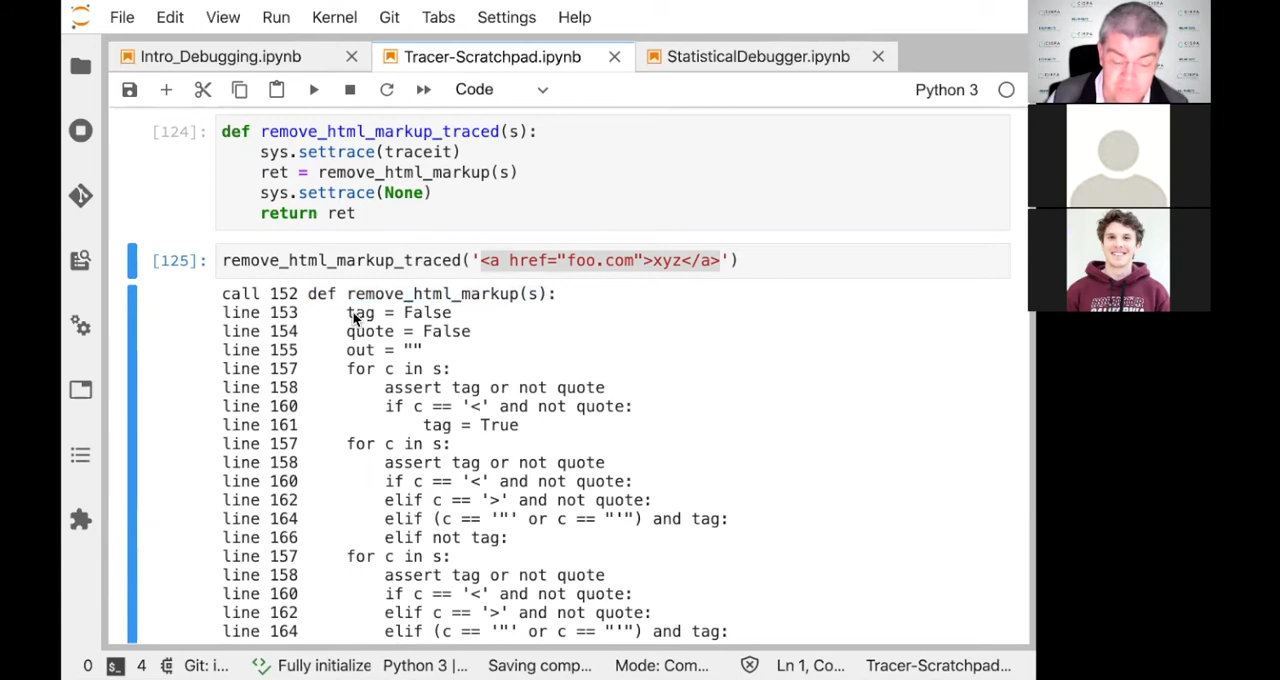 File Edit View Run Kernel Git Tabs Settings Help
Intro_Debugging.ipynb
Tracer-Scratchpad.ipynb
StatisticalDebugger.ipynb
Code
Python 3
[124]:
def remove_html_markup_traced(s):
    sys.settrace(traceit)
    ret = remove_html_markup(s)
    sys.settrace(None)
    return ret
[125]:
remove_html_markup_traced('<a href="foo.com">xyz</a>')
call 152 def remove_html_markup(s):
line 153     tag = False
line 154     quote = False
line 155     out = ""
line 157     for c in s:
line 158         assert tag or not quote
line 160         if c == '<' and not quote:
line 161             tag = True
line 157     for c in s:
line 158         assert tag or not quote
line 160         if c == '<' and not quote:
line 162         elif c == '>' and not quote:
line 164         elif (c == '"' or c == "'") and tag:
line 166         elif not tag:
line 157     for c in s:
line 158         assert tag or not quote
line 160         if c == '<' and not quote:
line 162         elif c == '>' and not quote:
line 164         elif (c == '"' or c == "'") and tag:
0 $_ 4 Git: i... Fully initialize Python 3 |... Saving comp... Mode: Com... Ln 1, Co... Tracer-Scratchpad...